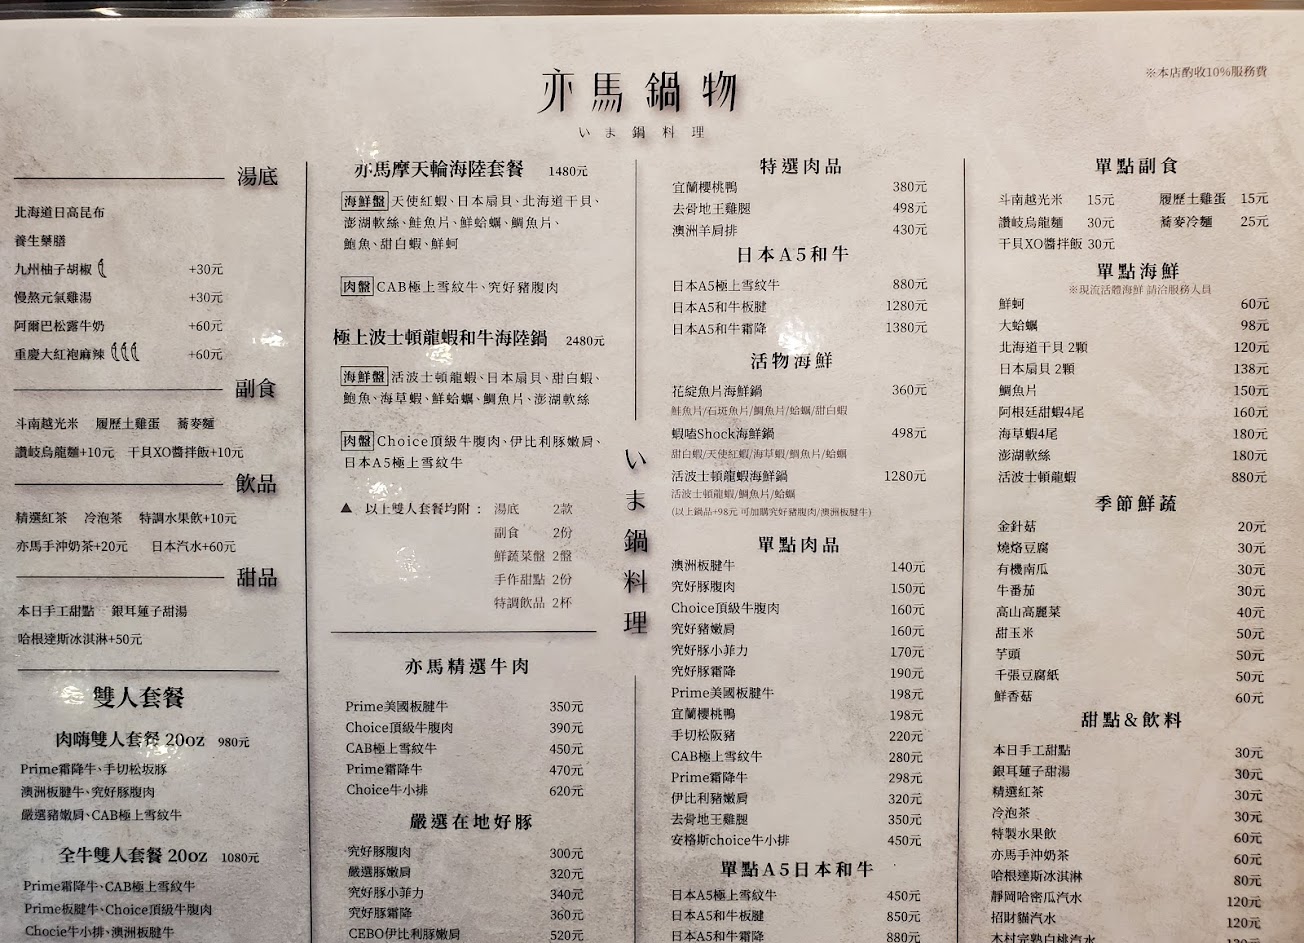 亦馬鍋物
いま鍋料理
※本店酌收10%服務費
湯底
北海道日高昆布
養生藥膳
九州柚子胡椒 +30元
慢熬元氣雞湯 +30元
阿爾巴松露牛奶 +60元
重慶大紅袍麻辣 +60元
副食
斗南越光米 履歷土雞蛋 蕎麥麵
讚岐烏龍麵+10元 干貝XO醬拌飯+10元
飲品
精選紅茶 冷泡茶 特調水果飲+10元
亦馬手沖奶茶+20元 日本汽水+60元
甜品
本日手工甜點 銀耳蓮子甜湯
哈根達斯冰淇淋+50元
雙人套餐
肉嗨雙人套餐 20oz 980元
Prime霜降牛、手切松坂豚
澳洲板腱牛、究好豚腹肉
嚴選豬嫩肩、CAB極上雪紋牛
全牛雙人套餐 20oz 1080元
Prime霜降牛、CAB極上雪紋牛
Prime板腱牛、Choice頂級牛腹肉
Chocie牛小排、澳洲板腱牛
亦馬摩天輪海陸套餐 1480元
海鮮盤 天使紅蝦、日本扇貝、北海道干貝、
澎湖軟絲、鮭魚片、鮮蛤蠣、鯛魚片、
鮑魚、甜白蝦、鮮蚵
肉盤 CAB極上雪紋牛、究好豬腹肉
極上波士頓龍蝦和牛海陸鍋 2480元
海鮮盤 活波士頓龍蝦、日本扇貝、甜白蝦、
鮑魚、海草蝦、鮮蛤蠣、鯛魚片、澎湖軟絲
肉盤 Choice頂級牛腹肉、伊比利豚嫩肩、
日本A5極上雪紋牛
▲ 以上雙人套餐均附： 湯底 2款
副食 2份
鮮蔬菜盤 2盤
手作甜點 2份
特調飲品 2杯
亦馬精選牛肉
Prime美國板腱牛 350元
Choice頂級牛腹肉 390元
CAB極上雪紋牛 450元
Prime霜降牛 470元
Choice牛小排 620元
嚴選在地好豚
究好豚腹肉 300元
嚴選豚嫩肩 320元
究好豚小菲力 340元
究好豚霜降 360元
CEBO伊比利豚嫩肩 520元
いま鍋料理
特選肉品
宜蘭櫻桃鴨 380元
去骨地王雞腿 498元
澳洲羊肩排 430元
日本A5和牛
日本A5極上雪紋牛 880元
日本A5和牛板腱 1280元
日本A5和牛霜降 1380元
活物海鮮
花綻魚片海鮮鍋 360元
鮭魚片/石斑魚片/鯛魚片/蛤蠣/甜白蝦
蝦嗑Shock海鮮鍋 498元
甜白蝦/天使紅蝦/海草蝦/鯛魚片/蛤蠣
活波士頓龍蝦海鮮鍋 1280元
活波士頓龍蝦/鯛魚片/蛤蠣
(以上鍋品+98元 可加購究好豬腹肉/澳洲板腱牛)
單點肉品
澳洲板腱牛 140元
究好豚腹肉 150元
Choice頂級牛腹肉 160元
究好豬嫩肩 160元
究好豚小菲力 170元
究好豚霜降 190元
Prime美國板腱牛 198元
宜蘭櫻桃鴨 198元
手切松阪豬 220元
CAB極上雪紋牛 280元
Prime霜降牛 298元
伊比利豬嫩肩 320元
去骨地王雞腿 350元
安格斯choice牛小排 450元
單點A5日本和牛
日本A5極上雪紋牛 450元
日本A5和牛板腱 850元
日本A5和牛霜降 880元
單點副食
斗南越光米 15元 履歷土雞蛋 15元
讚岐烏龍麵 30元 蕎麥冷麵 25元
干貝XO醬拌飯 30元
單點海鮮
※現流活體海鮮 請洽服務人員
鮮蚵 60元
大蛤蠣 98元
北海道干貝 2顆 120元
日本扇貝 2顆 138元
鯛魚片 150元
阿根廷甜蝦4尾 160元
海草蝦4尾 180元
澎湖軟絲 180元
活波士頓龍蝦 880元
季節鮮蔬
金針菇 20元
燒烙豆腐 30元
有機南瓜 30元
牛番茄 30元
高山高麗菜 40元
甜玉米 50元
芋頭 50元
千張豆腐紙 50元
鮮香菇 60元
甜點&飲料
本日手工甜點 30元
銀耳蓮子甜湯 30元
精選紅茶 30元
冷泡茶 30元
特製水果飲 60元
亦馬手沖奶茶 60元
哈根達斯冰淇淋 80元
靜岡哈密瓜汽水 120元
招財貓汽水 120元
木村完熟白桃汽水